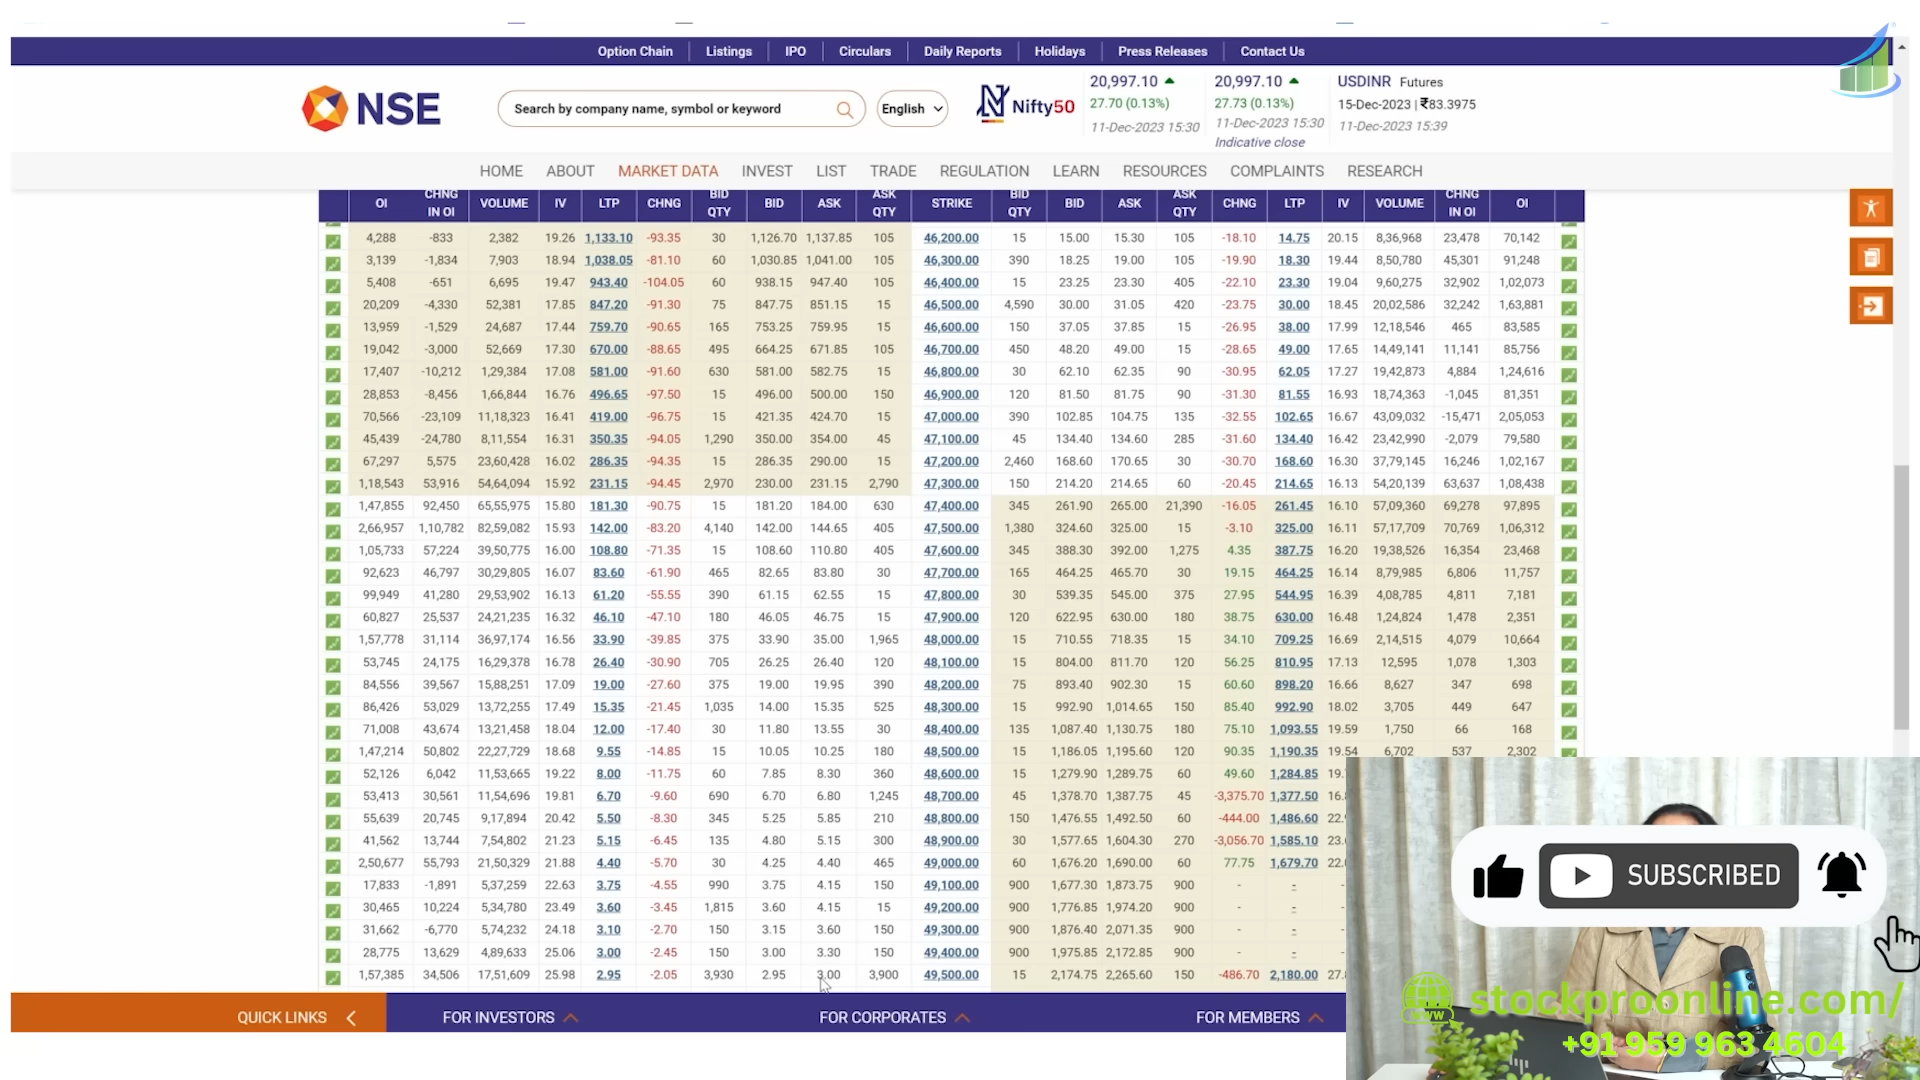 Option Chain Listings IPO Circulars Daily Reports Holidays Press Releases Contact Us
NSE
Search by company name, symbol or keyword
English
Nifty50
20,997.10
27.70 (0.13%)
11-Dec-2023 15:30
20,997.10
27.73 (0.13%)
11-Dec-2023 15:30
Indicative close
USDINR Futures
15-Dec-2023 | ₹83.3975
11-Dec-2023 15:39
HOME ABOUT MARKET DATA INVEST LIST TRADE REGULATION LEARN RESOURCES COMPLAINTS RESEARCH
OI CHNG IN OI VOLUME IV LTP CHNG BID QTY BID ASK ASK QTY STRIKE BID QTY BID ASK ASK QTY CHNG LTP IV VOLUME CHNG IN OI OI
4,288 -833 2,382 19.26 1,133.10 -93.35 30 1,126.70 1,137.85 105 46,200.00 15 15.00 15.30 105 -18.10 14.75 20.15 8,36,968 23,478 70,142
3,139 -1,834 7,903 18.94 1,038.05 -81.10 60 1,030.85 1,041.00 105 46,300.00 390 18.25 19.00 105 -19.90 18.30 19.44 8,50,780 45,301 91,248
5,408 -651 6,695 19.47 943.40 -104.05 60 938.15 947.40 105 46,400.00 15 23.25 23.30 405 -22.10 23.30 19.04 9,60,275 32,902 1,02,073
20,209 -4,330 52,381 17.85 847.20 -91.30 75 847.75 851.15 15 46,500.00 4,590 30.00 31.05 420 -23.75 30.00 18.45 20,02,586 32,242 1,63,881
13,959 -1,529 24,687 17.44 759.70 -90.65 165 753.25 759.95 15 46,600.00 150 37.05 37.85 15 -26.95 38.00 17.99 12,18,546 465 83,585
19,042 -3,000 52,669 17.30 670.00 -88.65 495 664.25 671.85 105 46,700.00 450 48.20 49.00 15 -28.65 49.00 17.65 14,49,141 11,141 85,756
17,407 -10,212 1,29,384 17.08 581.00 -91.60 630 581.00 582.75 15 46,800.00 30 62.10 62.35 90 -30.95 62.05 17.27 19,42,873 4,884 1,24,616
28,853 -8,456 1,66,844 16.76 496.65 -97.50 15 496.00 500.00 150 46,900.00 120 81.50 81.75 90 -31.30 81.55 16.93 18,74,363 -1,045 81,351
70,566 -23,109 11,18,323 16.41 419.00 -96.75 15 421.35 424.70 15 47,000.00 390 102.85 104.75 135 -32.55 102.65 16.67 43,09,032 -15,471 2,05,053
45,439 -24,780 8,11,554 16.31 350.35 -94.05 1,290 350.00 354.00 45 47,100.00 45 134.40 134.60 285 -31.60 134.40 16.42 23,42,990 -2,079 79,580
67,297 5,575 23,60,428 16.02 286.35 -94.35 15 286.35 290.00 15 47,200.00 2,460 168.60 170.65 30 -30.70 168.60 16.30 37,79,145 16,246 1,02,167
1,18,543 53,916 54,64,094 15.92 231.15 -94.45 2,970 230.00 231.15 2,790 47,300.00 150 214.20 214.65 60 -20.45 214.65 16.13 54,20,139 63,637 1,08,438
1,47,855 92,450 65,55,975 15.80 181.30 -90.75 15 181.20 184.00 630 47,400.00 345 261.90 265.00 21,390 -16.05 261.45 16.10 57,09,360 69,278 97,895
2,66,957 1,10,782 82,59,082 15.93 142.00 -83.20 4,140 142.00 144.65 405 47,500.00 1,380 324.60 325.00 15 -3.10 325.00 16.11 57,17,709 70,769 1,06,312
1,05,733 57,224 39,50,775 16.00 108.80 -71.35 15 108.60 110.80 405 47,600.00 345 388.30 392.00 1,275 4.35 387.75 16.20 19,38,526 16,354 23,468
92,623 46,797 30,29,805 16.07 83.60 -61.90 465 82.65 83.80 30 47,700.00 165 464.25 465.70 30 19.15 464.25 16.14 8,79,985 6,806 11,757
99,949 41,280 29,53,902 16.13 61.20 -55.55 390 61.15 62.55 15 47,800.00 30 539.35 545.00 375 27.95 544.95 16.39 4,08,785 4,811 7,181
60,827 25,537 24,21,235 16.32 46.10 -47.10 180 46.05 46.75 15 47,900.00 120 622.95 630.00 180 38.75 630.00 16.48 1,24,824 1,478 2,351
1,57,778 31,114 36,97,174 16.56 33.90 -39.85 375 33.90 35.00 1,965 48,000.00 15 710.55 718.35 15 34.10 709.25 16.69 2,14,515 4,079 10,664
53,745 24,175 16,29,378 16.78 26.40 -30.90 705 26.25 26.40 120 48,100.00 15 804.00 811.70 120 56.25 810.95 17.13 12,595 1,078 1,303
84,556 39,567 15,88,251 17.09 19.00 -27.60 375 19.00 19.95 390 48,200.00 75 893.40 902.30 15 60.60 898.20 16.66 8,627 347 698
86,426 53,029 13,72,255 17.49 15.35 -21.45 1,035 14.00 15.35 525 48,300.00 15 992.90 1,014.65 150 85.40 992.90 18.02 3,705 449 647
71,008 43,674 13,21,458 18.04 12.00 -17.40 30 11.80 13.55 30 48,400.00 135 1,087.40 1,130.75 180 75.10 1,093.55 19.59 1,750 66 168
1,47,214 50,802 22,27,729 18.68 9.55 -14.85 15 10.05 10.25 180 48,500.00 15 1,186.05 1,195.60 120 90.35 1,190.35 19.54 6,702 537 2,302
52,126 6,042 11,53,665 19.22 8.00 -11.75 60 7.85 8.30 360 48,600.00 15 1,279.90 1,289.75 60 49.60 1,284.85 19.
53,413 30,561 11,54,696 19.81 6.70 -9.60 690 6.70 6.80 1,245 48,700.00 45 1,378.70 1,387.75 45 -3,375.70 1,377.50 16.
55,639 20,745 9,17,894 20.42 5.50 -8.30 345 5.25 5.85 210 48,800.00 150 1,476.55 1,492.50 60 -444.00 1,486.60 22.
41,562 13,744 7,54,802 21.23 5.15 -6.45 135 4.80 5.15 300 48,900.00 30 1,577.65 1,604.30 270 -3,056.70 1,585.10 23.
2,50,677 55,793 21,50,329 21.88 4.40 -5.70 30 4.25 4.40 465 49,000.00 60 1,676.20 1,690.00 60 77.75 1,679.70 22.
17,833 -1,891 5,37,259 22.63 3.75 -4.55 990 3.75 4.15 150 49,100.00 900 1,677.30 1,873.75 900 - - -
30,465 10,224 5,34,780 23.49 3.60 -3.45 1,815 3.60 4.15 15 49,200.00 900 1,776.85 1,974.20 900 - - -
31,662 -6,770 5,74,232 24.18 3.10 -2.70 150 3.15 3.60 150 49,300.00 900 1,876.40 2,071.35 900 - - -
28,775 13,629 4,89,633 25.06 3.00 -2.45 150 3.00 3.30 150 49,400.00 900 1,975.85 2,172.85 900 - - -
1,57,385 34,506 17,51,609 25.98 2.95 -2.05 3,930 2.95 3.00 3,900 49,500.00 15 2,174.75 2,265.60 150 -486.70 2,180.00 27.
SUBSCRIBED
QUICK LINKS FOR INVESTORS FOR CORPORATES FOR MEMBERS
WWW
stockproonline.com/
+91 959 963 4604